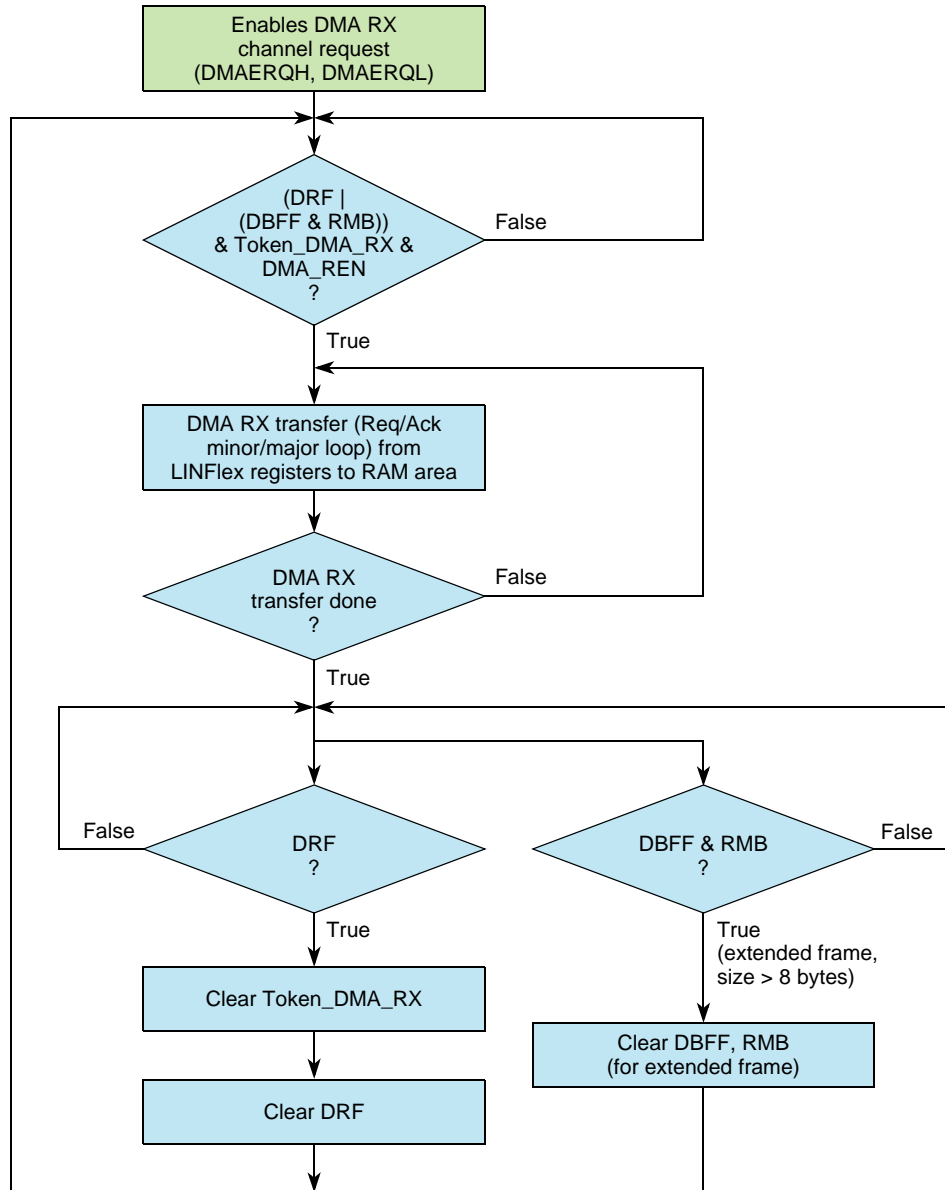 Enables DMA RX
channel request
(DMAERQH, DMAERQL)
(DRF |
(DBFF & RMB))
& Token_DMA_RX &
DMA_REN
?
False
True
DMA RX transfer (Req/Ack
minor/major loop) from
LINFlex registers to RAM area
DMA RX
transfer done
?
False
True
False
DRF
?
DBFF & RMB
?
False
True
True
(extended frame,
size > 8 bytes)
Clear Token_DMA_RX
Clear DBFF, RMB
(for extended frame)
Clear DRF